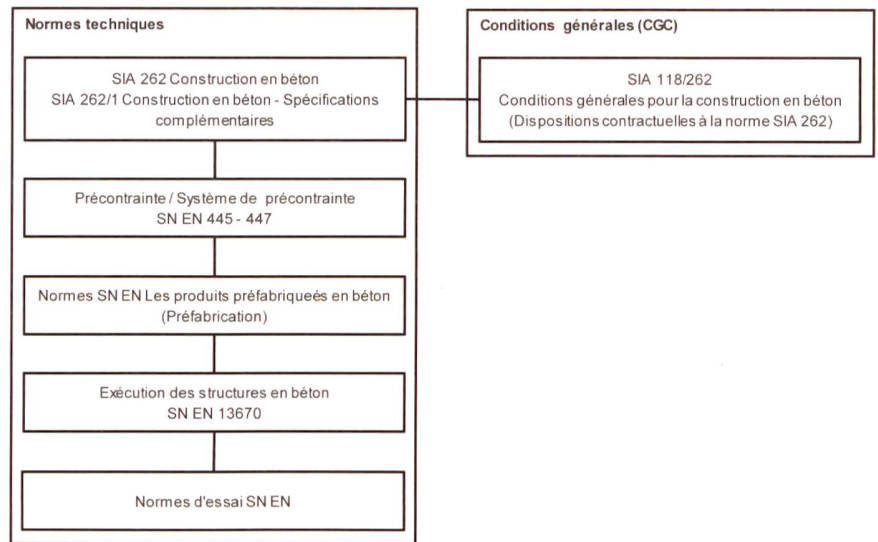 Normes techniques
SIA 262 Construction en béton
SIA 262/1 Construction en béton - Spécifications
complémentaires
Précontrainte / Système de précontrainte
SN EN 445 - 447
Normes SN EN Les produits préfabriqueés en béton
(Préfabrication)
Exécution des structures en béton
SN EN 13670
Normes d'essai SN EN
Conditions générales (CGC)
SIA 118/262
Conditions générales pour la construction en béton
(Dispositions contractuelles à la norme SIA 262)